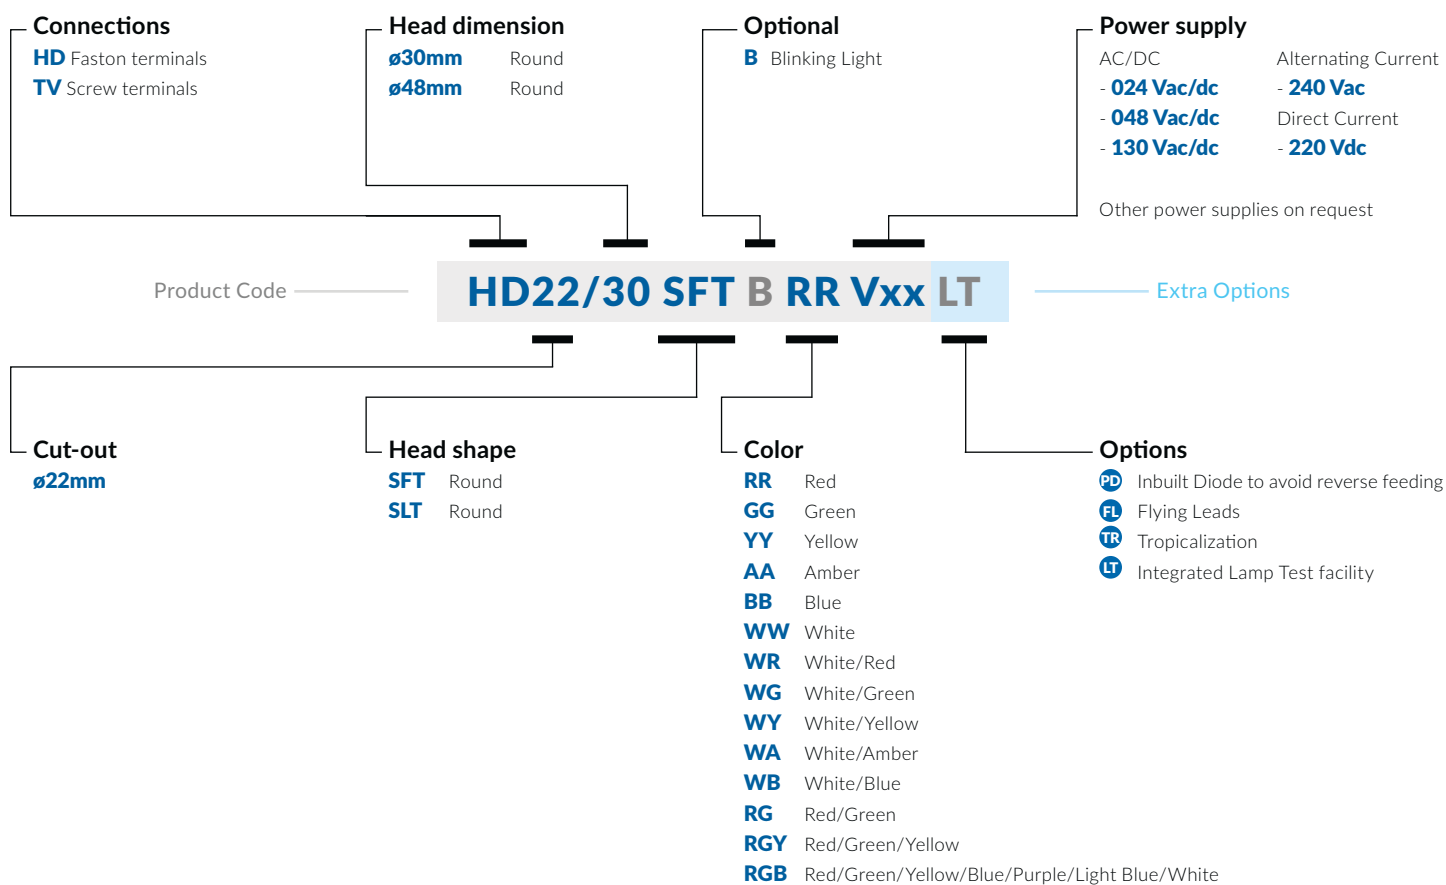 Connections
HD Faston terminals
TV Screw terminals
Head dimension
ø30mm Round
ø48mm Round
Optional
B Blinking Light
Power supply
AC/DC
- 024 Vac/dc
- 048 Vac/dc
- 130 Vac/dc
Alternating Current
- 240 Vac
Direct Current
- 220 Vdc
Other power supplies on request
Product Code
HD22/30 SFT B RR Vxx LT
Extra Options
Cut-out
ø22mm
Head shape
SFT Round
SLT Round
Color
RR Red
GG Green
YY Yellow
AA Amber
BB Blue
WW White
WR White/Red
WG White/Green
WY White/Yellow
WA White/Amber
WB White/Blue
RG Red/Green
RGY Red/Green/Yellow
RGB Red/Green/Yellow/Blue/Purple/Light Blue/White
Options
PD Inbuilt Diode to avoid reverse feeding
FL Flying Leads
TR Tropicalization
LT Integrated Lamp Test facility